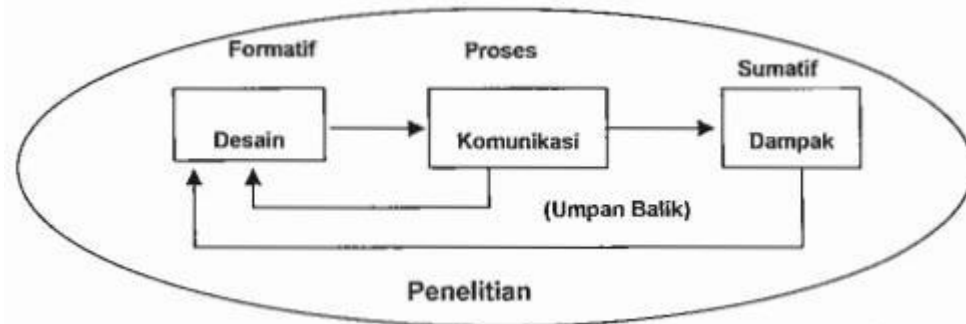 Formatif
Proses
Sumatif
Desain
Komunikasi
Dampak
(Umpan Balik)
Penelitian